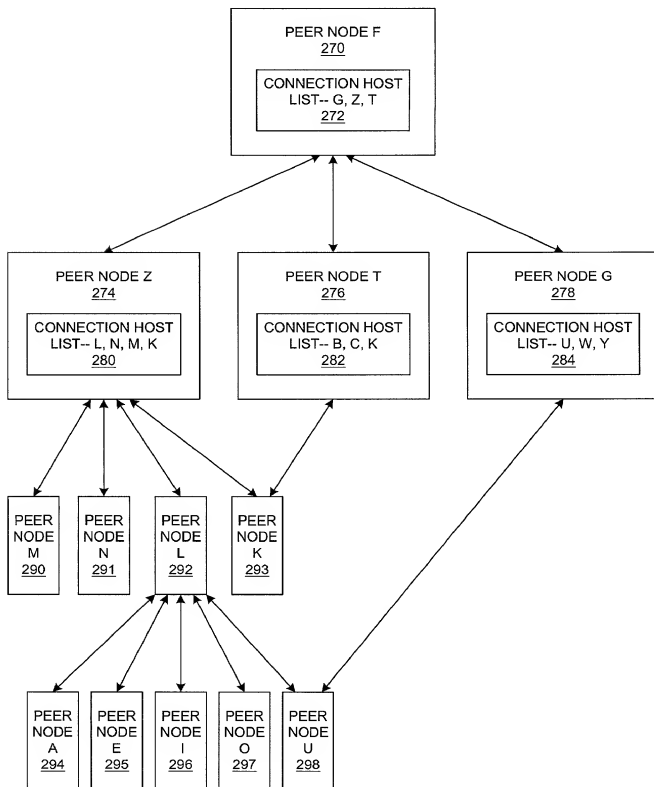 PEER NODE F
270
CONNECTION HOST
LIST-- G, Z, T
272
PEER NODE Z
274
CONNECTION HOST
LIST-- L, N, M, K
280
PEER NODE T
276
CONNECTION HOST
LIST-- B, C, K
282
PEER NODE G
278
CONNECTION HOST
LIST-- U, W, Y
284
PEER
NODE
M
290
PEER
NODE
N
291
PEER
NODE
L
292
PEER
NODE
K
293
PEER
NODE
A
294
PEER
NODE
E
295
PEER
NODE
I
296
PEER
NODE
O
297
PEER
NODE
U
298